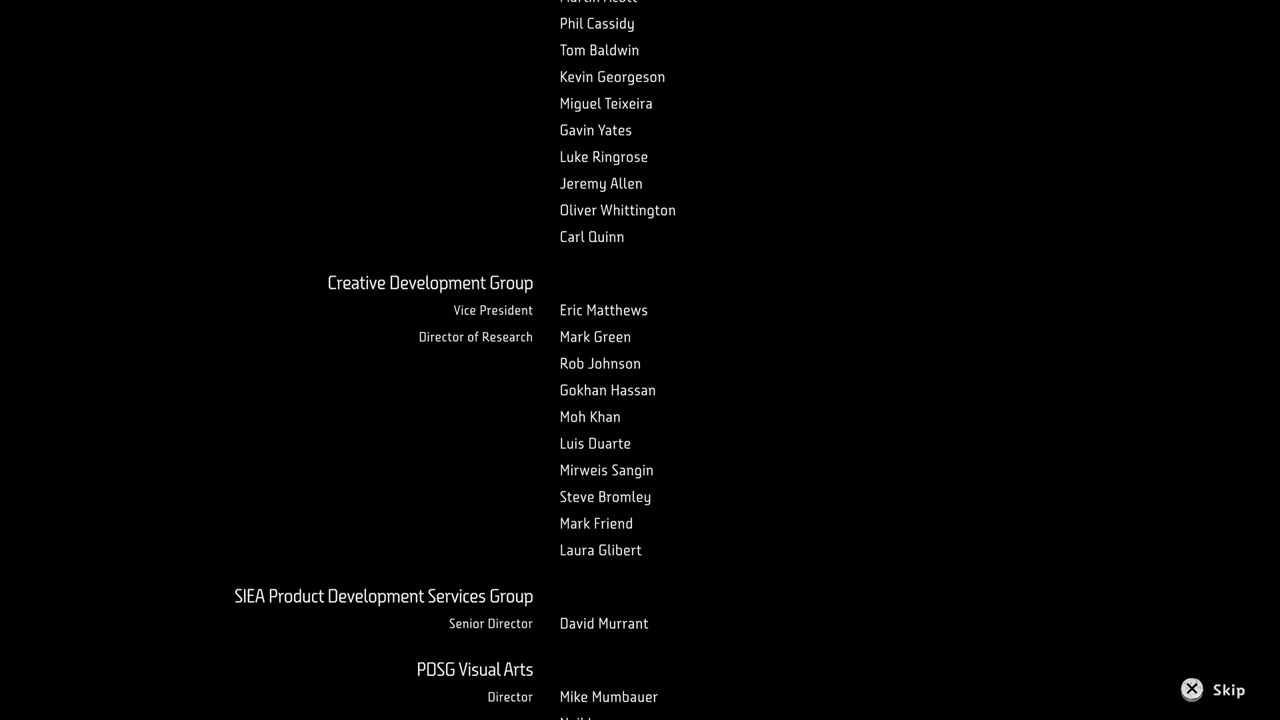 Phil Cassidy
Tom Baldwin
Kevin Georgeson
Miguel Teixeira
Gavin Yates
Luke Ringrose
Jeremy Allen
Oliver Whittington
Carl Quinn
Creative Development Group
Vice President Eric Matthews
Director of Research Mark Green
Rob Johnson
Gokhan Hassan
Moh Khan
Luis Duarte
Mirweis Sangin
Steve Bromley
Mark Friend
Laura Glibert
SIEA Product Development Services Group
Senior Director David Murrant
PDSG Visual Arts
Director Mike Mumbauer
Skip